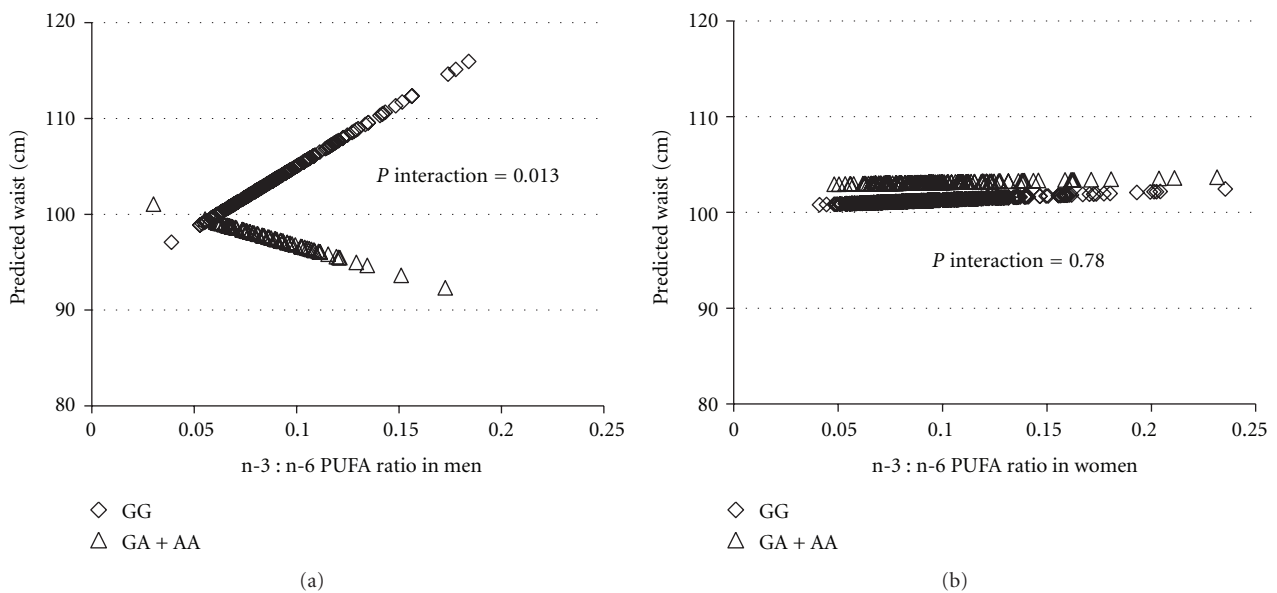 120
110
100
90
80
Predicted waist (cm)
P interaction = 0.013
0
0.05
0.1
0.15
0.2
0.25
n-3 : n-6 PUFA ratio in men
GG
GA + AA
(a)
120
110
100
90
80
Predicted waist (cm)
P interaction = 0.78
0
0.05
0.1
0.15
0.2
0.25
n-3 : n-6 PUFA ratio in women
GG
GA + AA
(b)